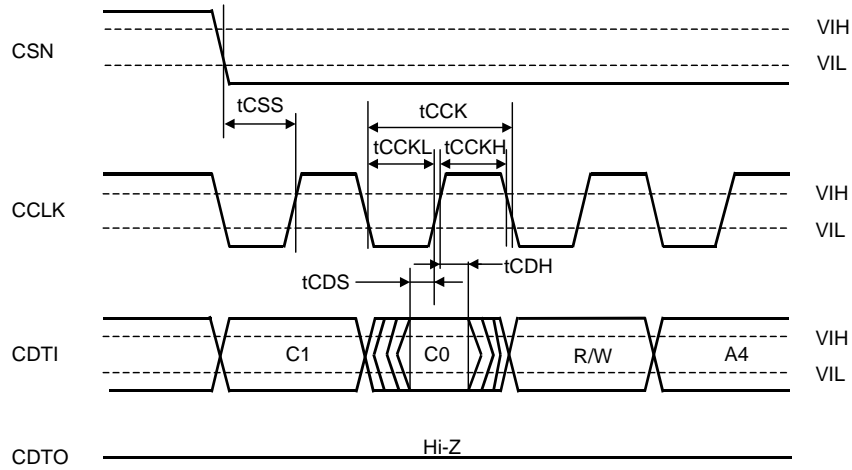 CSN
VIH
VIL
tCSS
tCCK
tCCKL
tCCKH
CCLK
VIH
VIL
tCDS
tCDH
CDTI
C1
C0
R/W
A4
VIH
VIL
CDTO
Hi-Z